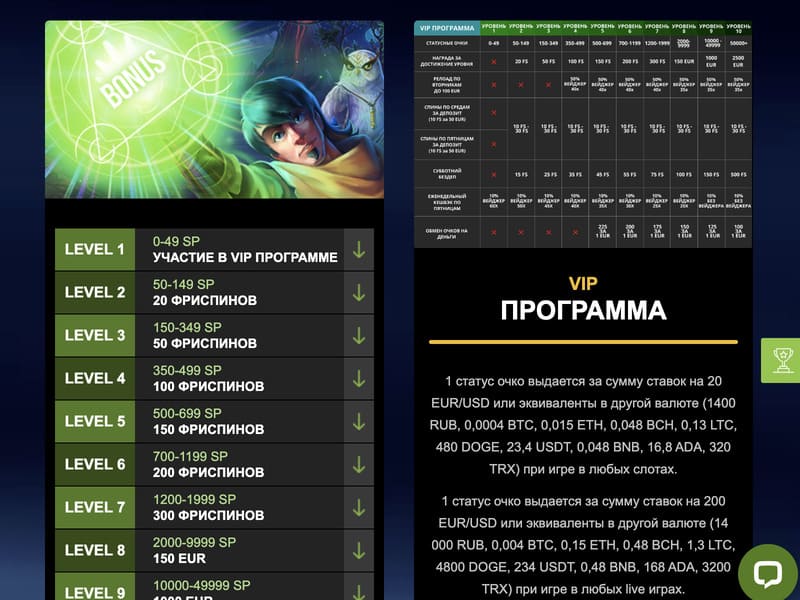 BONUS
LEVEL 1
0-49 SP
УЧАСТИЕ В VIP ПРОГРАММЕ
LEVEL 2
50-149 SP
20 ФРИСПИНОВ
LEVEL 3
150-349 SP
50 ФРИСПИНОВ
LEVEL 4
350-499 SP
100 ФРИСПИНОВ
LEVEL 5
500-699 SP
150 ФРИСПИНОВ
LEVEL 6
700-1199 SP
200 ФРИСПИНОВ
LEVEL 7
1200-1999 SP
300 ФРИСПИНОВ
LEVEL 8
2000-9999 SP
150 EUR
LEVEL 9
10000-49999 SP
1000 EUR
VIP ПРОГРАММА УРОВЕНЬ 1 УРОВЕНЬ 2 УРОВЕНЬ 3 УРОВЕНЬ 4 УРОВЕНЬ 5 УРОВЕНЬ 6 УРОВЕНЬ 7 УРОВЕНЬ 8 УРОВЕНЬ 9 УРОВЕНЬ 10
СТАТУСНЫЕ ОЧКИ 0-49 50-149 150-349 350-499 500-699 700-1199 1200-1999 2000-9999 10000-49999 50000+
НАГРАДА ЗА ДОСТИЖЕНИЕ УРОВНЯ 20 FS 50 FS 100 FS 150 FS 200 FS 300 FS 150 EUR 1000 EUR 2500 EUR
РЕЛОАД ПО ВТОРНИКАМ ДО 100 EUR 50% ВЕЙДЖЕР 40x 50% ВЕЙДЖЕР 40x 50% ВЕЙДЖЕР 40x 50% ВЕЙДЖЕР 40x 50% ВЕЙДЖЕР 35x 50% ВЕЙДЖЕР 35x 50% ВЕЙДЖЕР 35x
СПИНЫ ПО СРЕДАМ ЗА ДЕПОЗИТ (10 FS за 30 EUR)
10 FS - 30 FS 10 FS - 30 FS 10 FS - 30 FS 10 FS - 30 FS 10 FS - 30 FS 10 FS - 30 FS 10 FS - 30 FS 10 FS - 30 FS 10 FS - 30 FS
СПИНЫ ПО ПЯТНИЦАМ ЗА ДЕПОЗИТ (10 FS за 50 EUR)
СУББОТНИЙ БЕЗДЕП 15 FS 25 FS 35 FS 45 FS 55 FS 75 FS 100 FS 150 FS 500 FS
ЕЖЕНЕДЕЛЬНЫЙ КЕШБЭК ПО ПЯТНИЦАМ 10% ВЕЙДЖЕР 10% ВЕЙДЖЕР 10% ВЕЙДЖЕР 10% ВЕЙДЖЕР 10% ВЕЙДЖЕР 10% ВЕЙДЖЕР 10% ВЕЙДЖЕР 10% ВЕЙДЖЕР 10% БЕЗ ВЕЙДЖЕРА 10% БЕЗ ВЕЙДЖЕРА
ОБМЕН ОЧКОВ НА ДЕНЬГИ 225 ЗА 1 EUR 200 ЗА 1 EUR 175 ЗА 1 EUR 150 ЗА 1 EUR 125 ЗА 1 EUR 100 ЗА 1 EUR
VIP
ПРОГРАММА
1 статус очко выдается за сумму ставок на 20
EUR/USD или эквиваленты в другой валюте (1400
RUB, 0,0004 BTC, 0,015 ETH, 0,048 BCH, 0,13 LTC,
480 DOGE, 23,4 USDT, 0,048 BNB, 16,8 ADA, 320
TRX) при игре в любых слотах.
1 статус очко выдается за сумму ставок на 200
EUR/USD или эквиваленты в другой валюте (14
000 RUB, 0,004 BTC, 0,15 ETH, 0,48 BCH, 1,3 LTC,
4800 DOGE, 234 USDT, 0,48 BNB, 168 ADA, 3200
TRX) при игре в любых live играх.